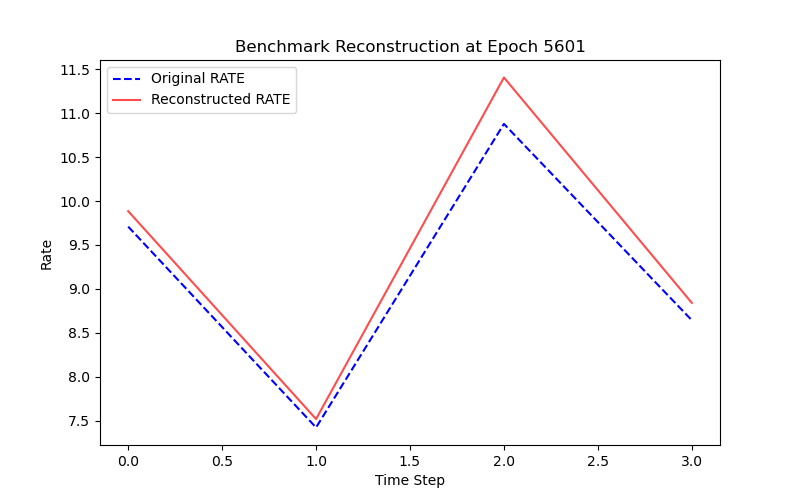 Benchmark Reconstruction at Epoch 5601
Original RATE
Reconstructed RATE
Rate
11.5
11.0
10.5
10.0
9.5
9.0
8.5
8.0
7.5
0.0 0.5 1.0 1.5 2.0 2.5 3.0
Time Step